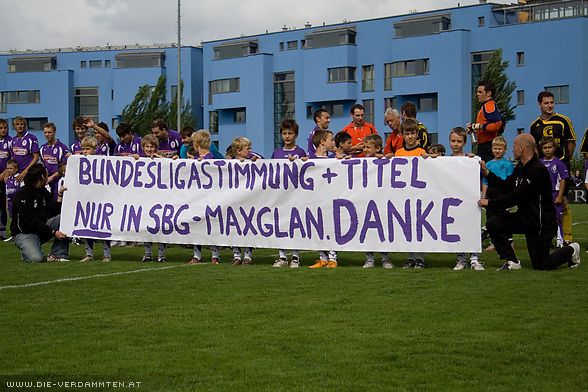 BUNDESLIGASTIMMUNG + TITEL
NUR IN SBG-MAXGLAN. DANKE
WWW.DIE-VERDAMMTEN.AT